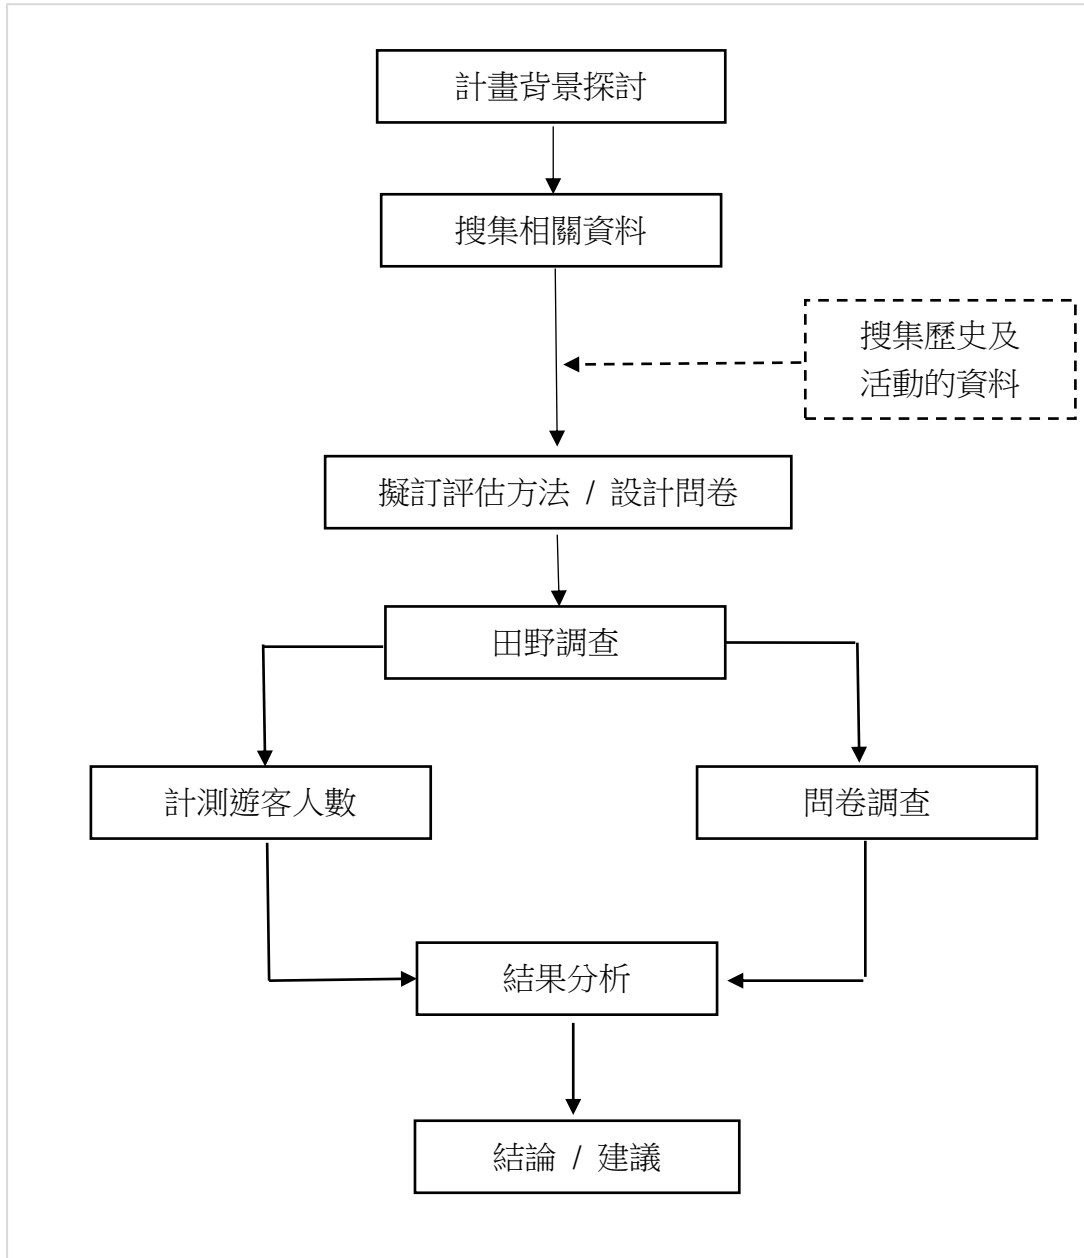 計畫背景探討
搜集相關資料
搜集歷史及
活動的資料
擬訂評估方法 / 設計問卷
田野調查
計測遊客人數
問卷調查
結果分析
結論 / 建議